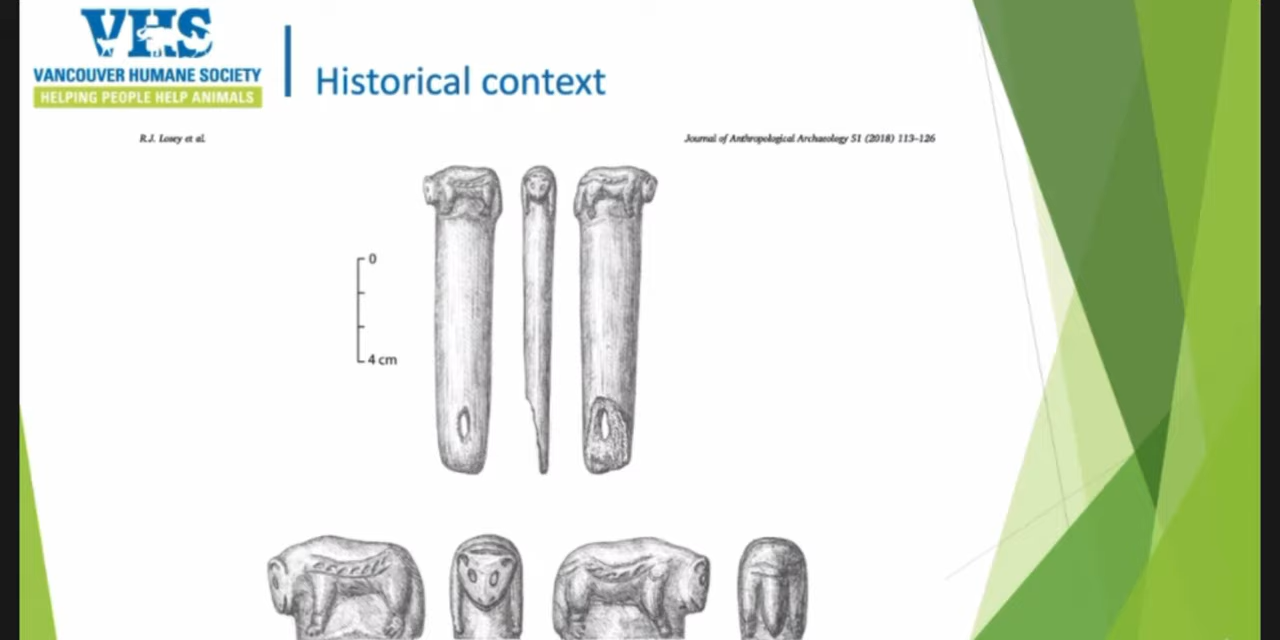 VHS
VANCOUVER HUMANE SOCIETY
HELPING PEOPLE HELP ANIMALS
Historical context
R.J. Losey et al.
Journal of Anthropological Archaeology 51 (2018) 113–126
0
4 cm